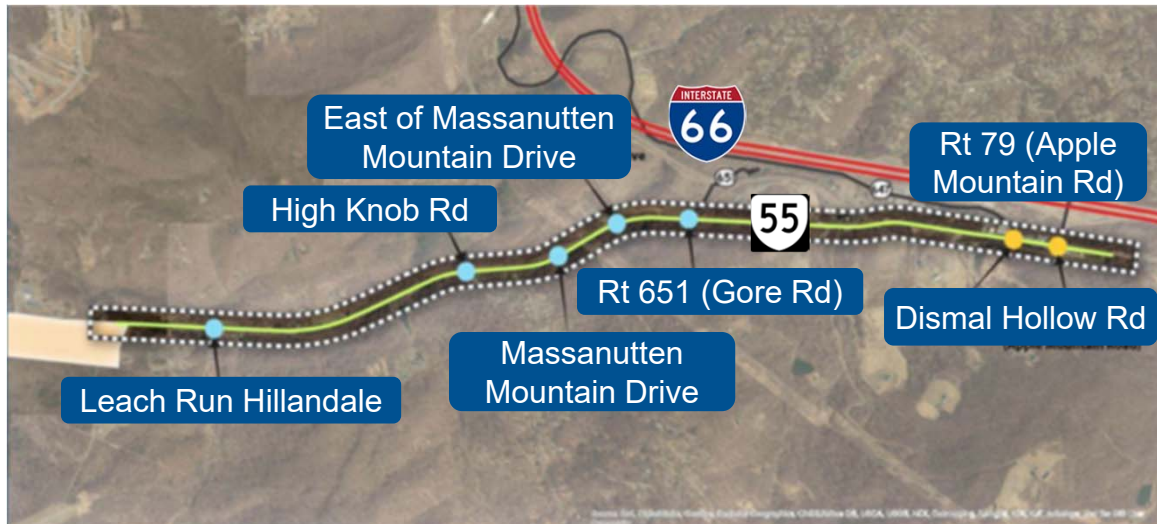 East of Massanutten
Mountain Drive
INTERSTATE
66
Rt 79 (Apple
Mountain Rd)
High Knob Rd
55
Rt 651 (Gore Rd)
Dismal Hollow Rd
Massanutten
Mountain Drive
Leach Run Hillandale